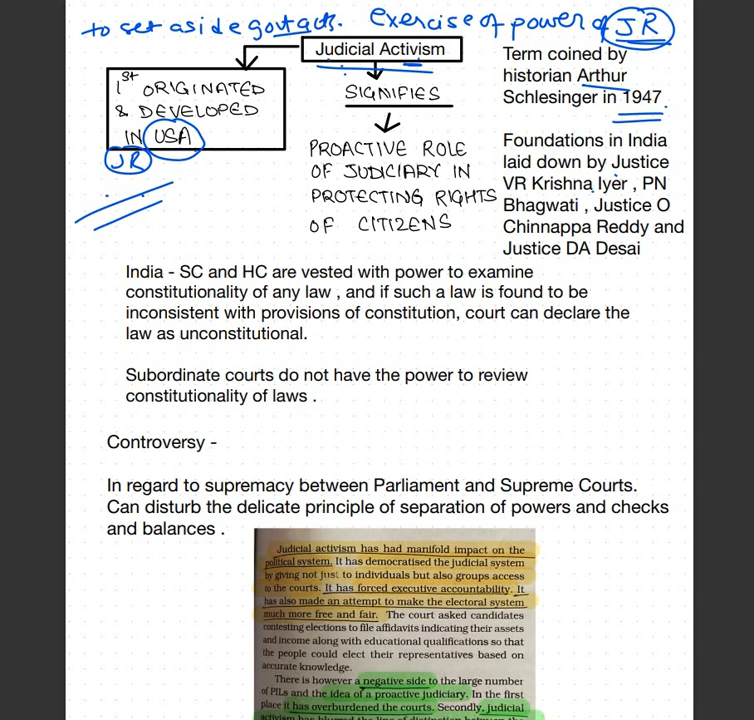 to set aside govt acts. exercise of power of JR
Judicial Activism
1st ORIGINATED
& DEVELOPED
IN USA
JR
SIGNIFIES
PROACTIVE ROLE
OF JUDICIARY IN
PROTECTING RIGHTS
OF CITIZENS
Term coined by
historian Arthur
Schlesinger in 1947.
Foundations in India
laid down by Justice
VR Krishna Iyer , PN
Bhagwati , Justice O
Chinnappa Reddy and
Justice DA Desai
India - SC and HC are vested with power to examine
constitutionality of any law , and if such a law is found to be
inconsistent with provisions of constitution, court can declare the
law as unconstitutional.
Subordinate courts do not have the power to review
constitutionality of laws .
Controversy -
In regard to supremacy between Parliament and Supreme Courts.
Can disturb the delicate principle of separation of powers and checks
and balances .
Judicial activism has had manifold impact on the
political system. It has democratised the judicial system
by giving not just to individuals but also groups access
to the courts. It has forced executive accountability. It
has also made an attempt to make the electoral system
much more free and fair. The court asked candidates
contesting elections to file affidavits indicating their assets
and income along with educational qualifications so that
the people could elect their representatives based on
accurate knowledge.
There is however a negative side to the large number
of PILs and the idea of a proactive judiciary. In the first
place it has overburdened the courts. Secondly, judicial
activism has blurred the line of distinction between the